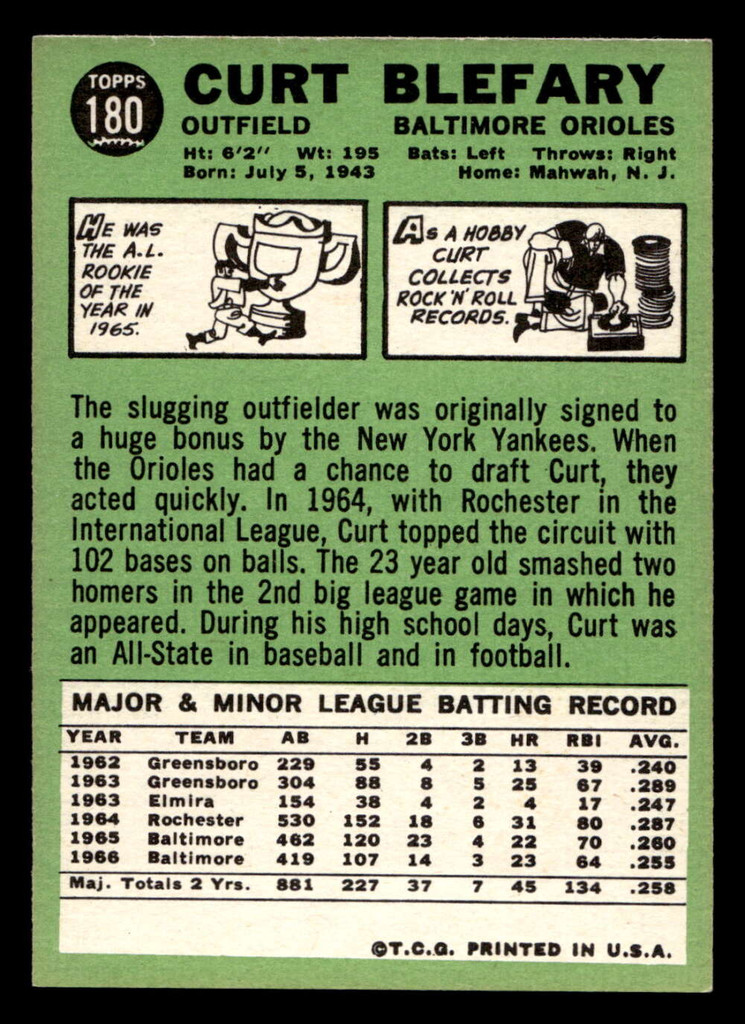 TOPPS
180
CURT BLEFARY
OUTFIELD BALTIMORE ORIOLES
Ht: 6'2" Wt: 195 Bats: Left Throws: Right
Born: July 5, 1943 Home: Mahwah, N. J.
HE WAS
THE A.L.
ROOKIE
OF THE
YEAR IN
1965.
AS A HOBBY
CURT
COLLECTS
ROCK 'N' ROLL
RECORDS.
The slugging outfielder was originally signed to
a huge bonus by the New York Yankees. When
the Orioles had a chance to draft Curt, they
acted quickly. In 1964, with Rochester in the
International League, Curt topped the circuit with
102 bases on balls. The 23 year old smashed two
homers in the 2nd big league game in which he
appeared. During his high school days, Curt was
an All-State in baseball and in football.
MAJOR & MINOR LEAGUE BATTING RECORD
YEAR TEAM AB H 2B 3B HR RBI AVG.
1962 Greensboro 229 55 4 2 13 39 .240
1963 Greensboro 304 88 8 5 25 67 .289
1963 Elmira 154 38 4 2 4 17 .247
1964 Rochester 530 152 18 6 31 80 .287
1965 Baltimore 462 120 23 4 22 70 .260
1966 Baltimore 419 107 14 3 23 64 .255
Maj. Totals 2 Yrs. 881 227 37 7 45 134 .258
©T.C.G. PRINTED IN U.S.A.